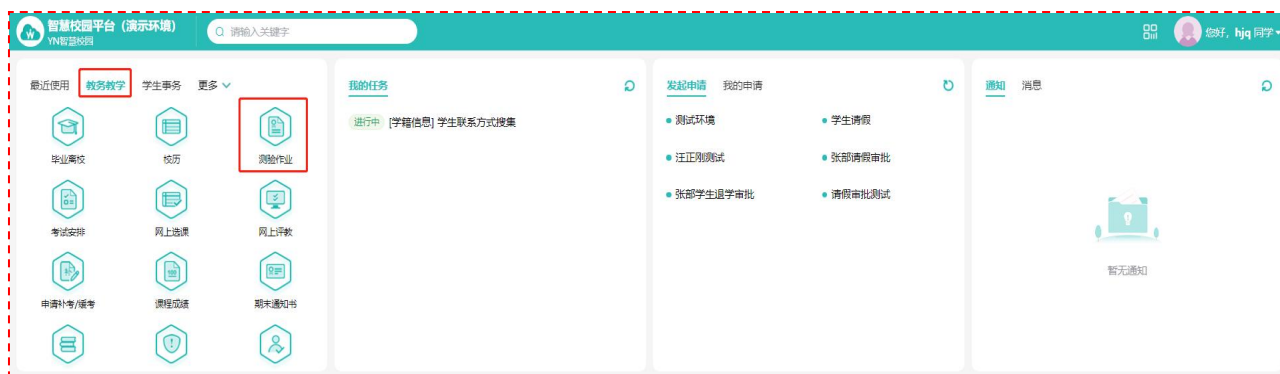 智慧校园平台（演示环境）
YN智慧校园
请输入关键字
您好，hjq 同学
最近使用 教务教学 学生事务 更多
毕业离校 校历 测验作业
考试安排 网上选课 网上评教
申请补考/缓考 课程成绩 期末通知书
我的任务
进行中 [学籍信息] 学生联系方式搜集
发起申请 我的申请
测试环境 学生请假
汪正刚测试 张部请假审批
张部学生退学审批 请假审批测试
通知 消息
暂无通知